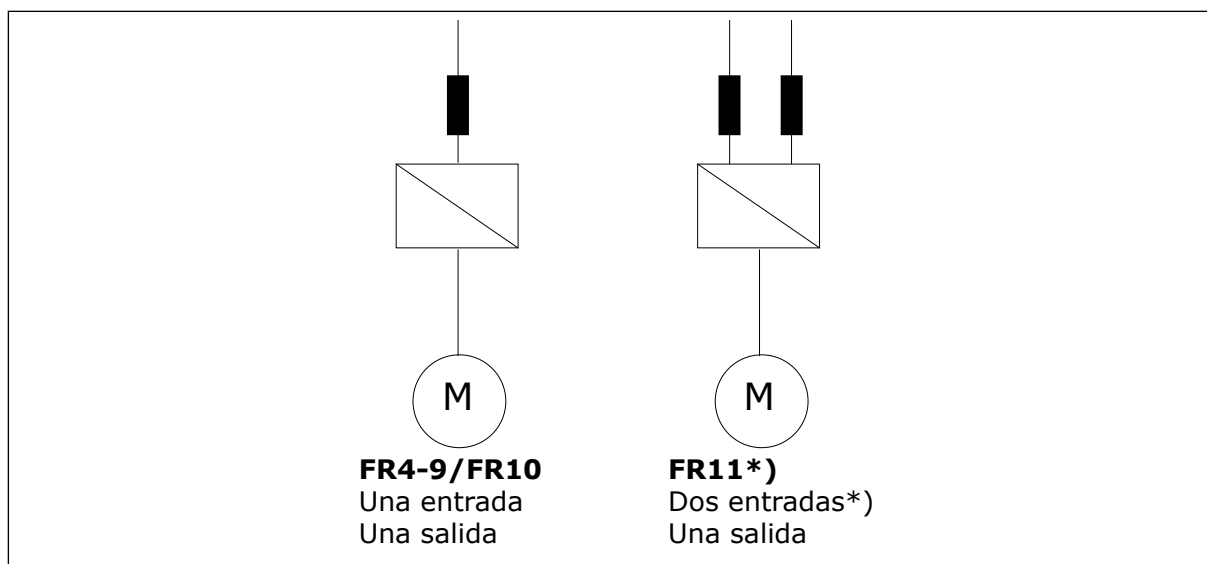 M
M
FR4-9/FR10
Una entrada
Una salida
FR11*)
Dos entradas*)
Una salida